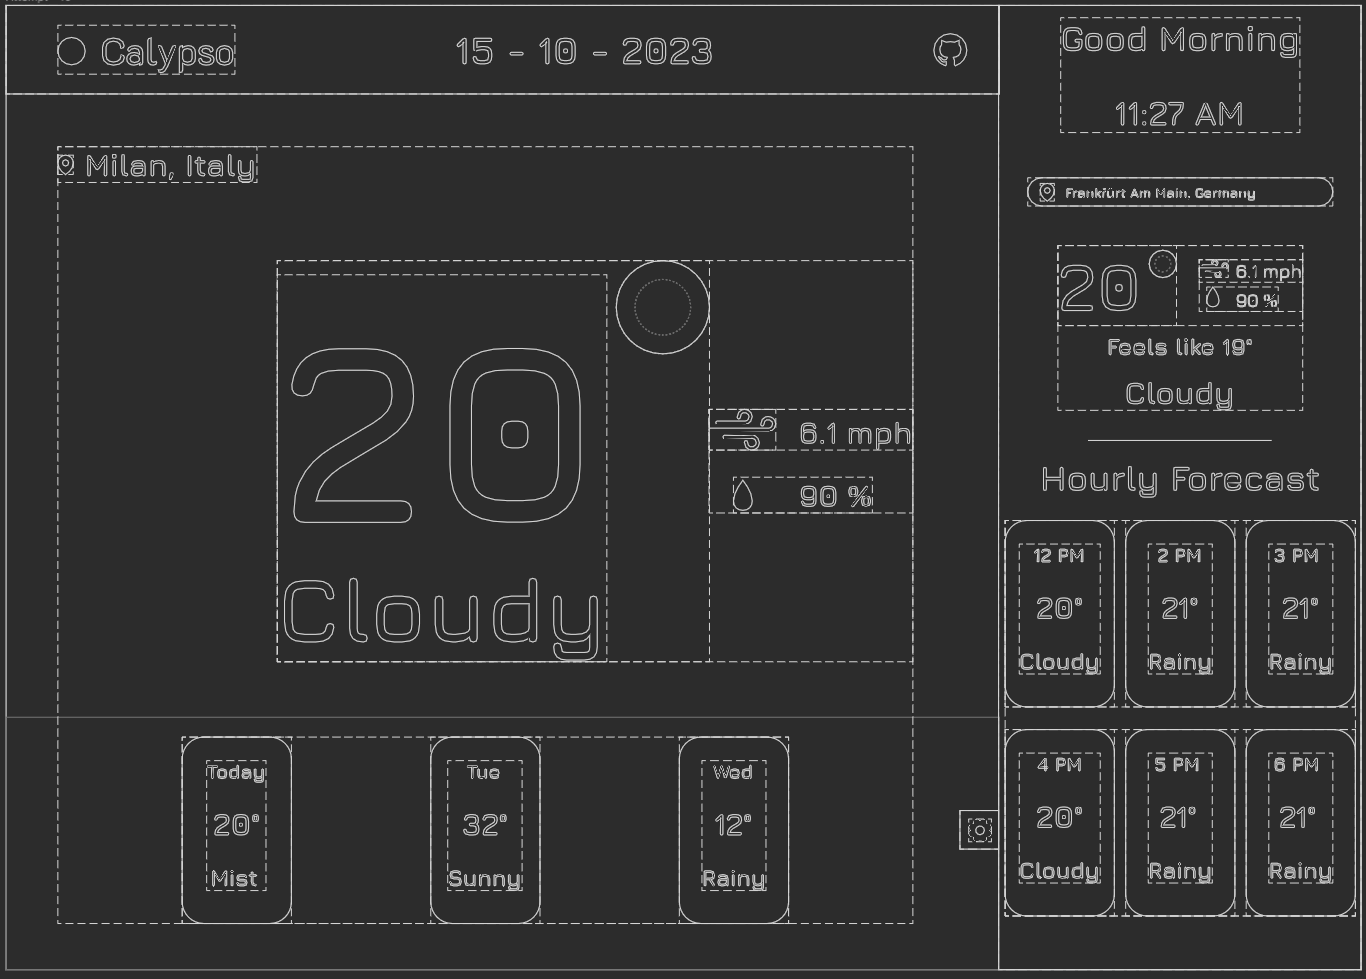 Calypso
15 - 10 - 2023
Milan, Italy
20
Cloudy
6.1 mph
90 %
Today
20°
Mist
Tue
32°
Sunny
Wed
12°
Rainy
Good Morning
11:27 AM
Frankfürt Am Main, Germany
20
6.1 mph
90 %
Feels like 19°
Cloudy
Hourly Forecast
12 PM
20°
Cloudy
2 PM
21°
Rainy
3 PM
21°
Rainy
4 PM
20°
Cloudy
5 PM
21°
Rainy
6 PM
21°
Rainy